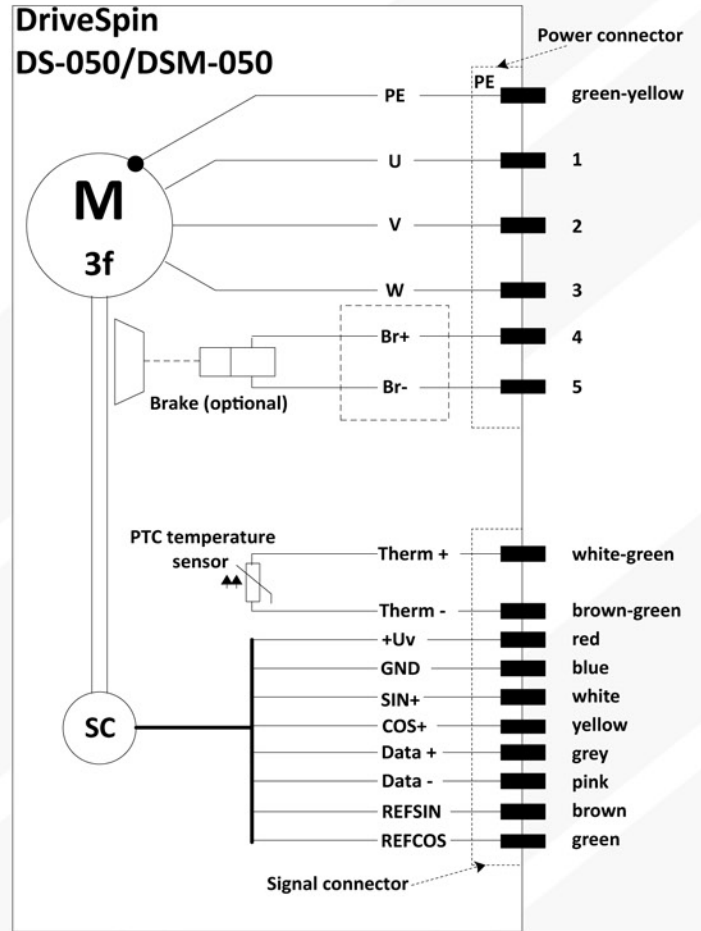 DriveSpin
DS-050/DSM-050
Power connector
PE
PE
green-yellow
U
1
M
3f
V
2
W
3
Br+
4
Brake (optional)
Br-
5
PTC temperature
sensor
Therm +
white-green
Therm -
brown-green
+Uv
red
GND
blue
SIN+
white
SC
COS+
yellow
Data +
grey
Data -
pink
REFSIN
brown
REFCOS
green
Signal connector